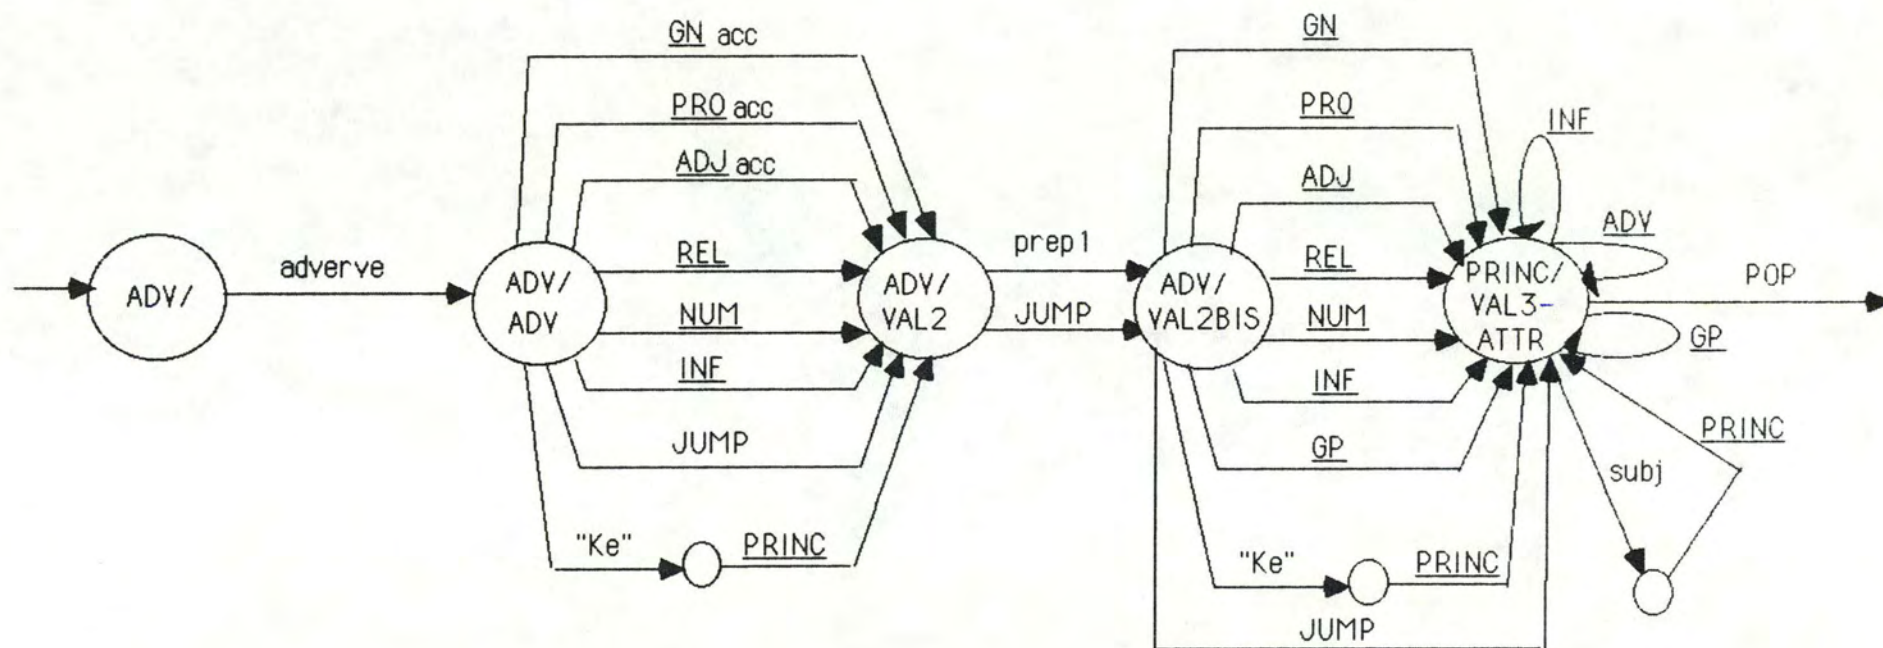 GN acc
PRO acc
ADJ acc
REL
NUM
INF
JUMP
"Ke" PRINC
ADV/
adverve
ADV/
ADV
ADV/
VAL2
prep1
JUMP
ADV/
VAL2BIS
GN
PRO
ADJ
REL
NUM
INF
GP
"Ke" PRINC
JUMP
PRINC/
VAL3-
ATTR
INF
ADV
POP
GP
PRINC
subj